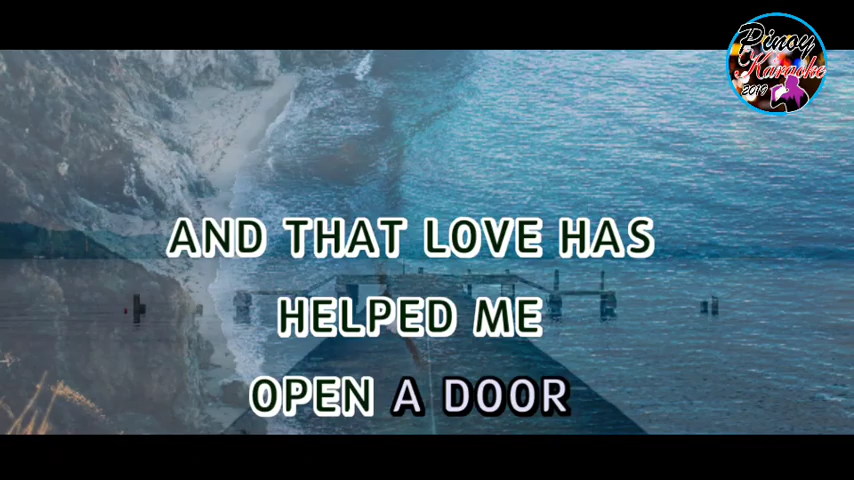 Pinoy
Karaoke
2019
AND THAT LOVE HAS
HELPED ME
OPEN A DOOR